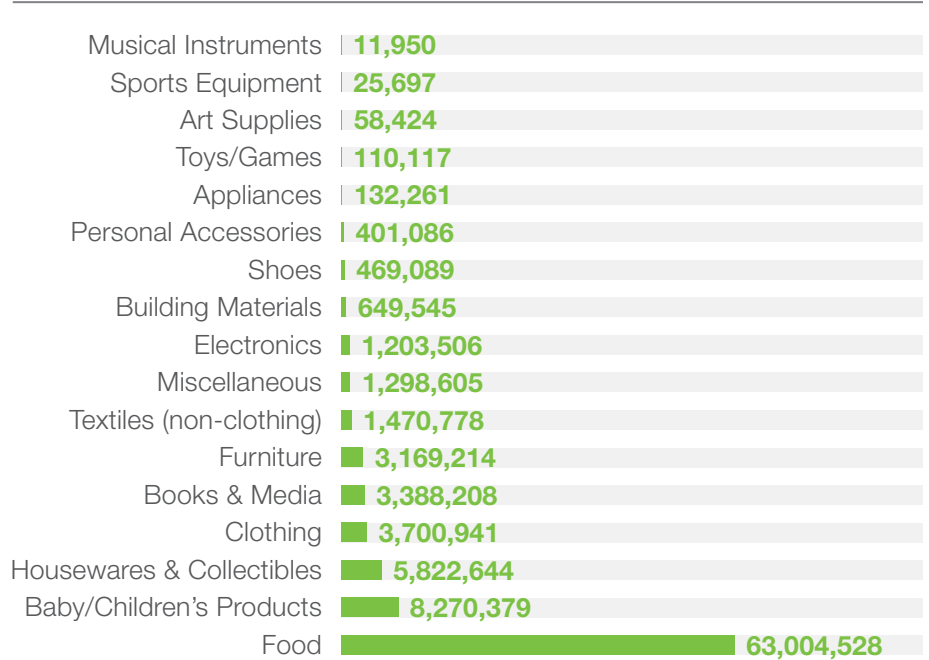 Musical Instruments 11,950
Sports Equipment 25,697
Art Supplies 58,424
Toys/Games 110,117
Appliances 132,261
Personal Accessories 401,086
Shoes 469,089
Building Materials 649,545
Electronics 1,203,506
Miscellaneous 1,298,605
Textiles (non-clothing) 1,470,778
Furniture 3,169,214
Books & Media 3,388,208
Clothing 3,700,941
Housewares & Collectibles 5,822,644
Baby/Children’s Products 8,270,379
Food 63,004,528